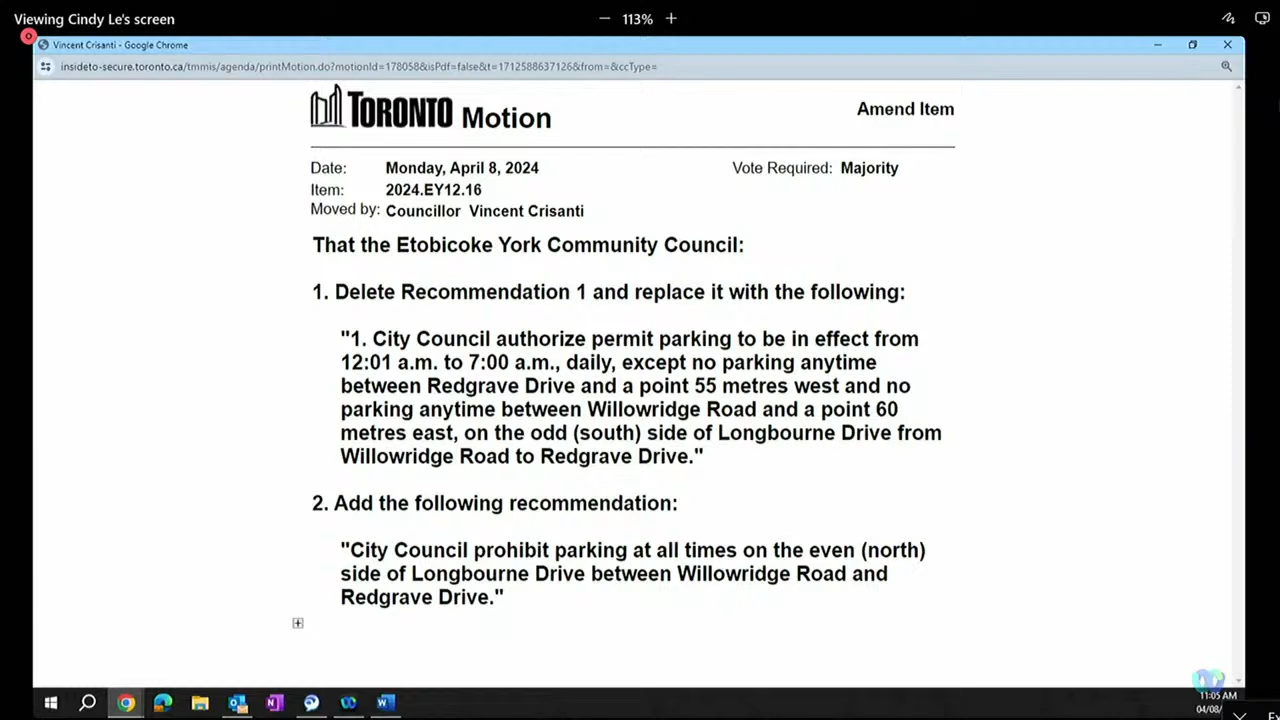 Viewing Cindy Le's screen
113%
Vincent Crisanti - Google Chrome
insideto-secure.toronto.ca/tmmis/agenda/printMotion.do?motionId=178058&isPdf=false&t=1712588637126&from=&ccType=
TORONTO Motion
Amend Item
Date: Monday, April 8, 2024
Vote Required: Majority
Item: 2024.EY12.16
Moved by: Councillor Vincent Crisanti
That the Etobicoke York Community Council:
1. Delete Recommendation 1 and replace it with the following:
"1. City Council authorize permit parking to be in effect from
12:01 a.m. to 7:00 a.m., daily, except no parking anytime
between Redgrave Drive and a point 55 metres west and no
parking anytime between Willowridge Road and a point 60
metres east, on the odd (south) side of Longbourne Drive from
Willowridge Road to Redgrave Drive."
2. Add the following recommendation:
"City Council prohibit parking at all times on the even (north)
side of Longbourne Drive between Willowridge Road and
Redgrave Drive."
11:05 AM
04/08/